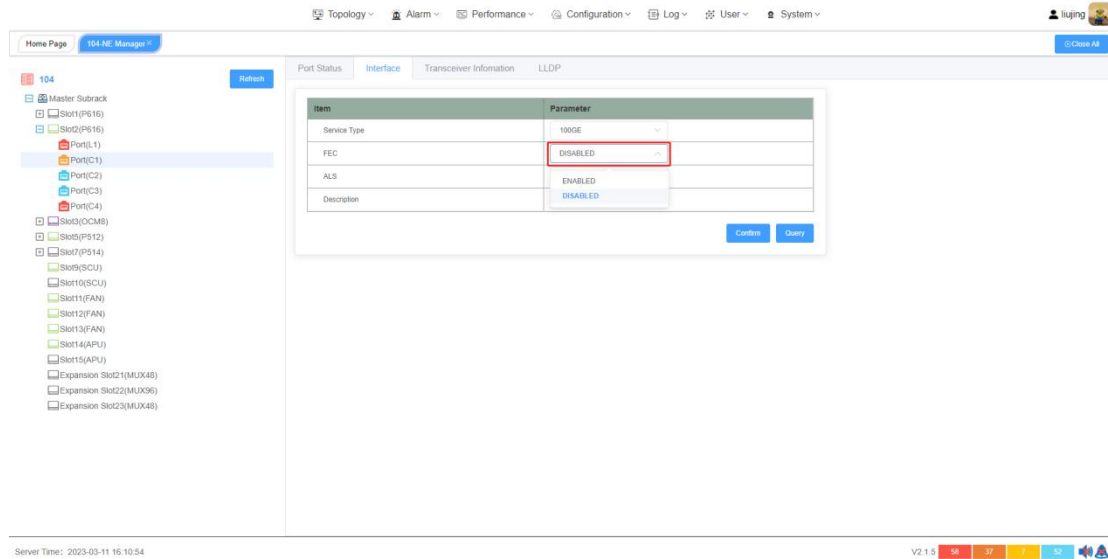 Topology Alarm Performance Configuration Log User System liujing
Home Page 104-NE Manager × Close All
104 Refresh
Master Subrack
Slot1(P616)
Slot2(P616)
Port(L1)
Port(C1)
Port(C2)
Port(C3)
Port(C4)
Slot3(OCM8)
Slot5(P512)
Slot7(P514)
Slot9(SCU)
Slot10(SCU)
Slot11(FAN)
Slot12(FAN)
Slot13(FAN)
Slot14(APU)
Slot15(APU)
Expansion Slot21(MUX48)
Expansion Slot22(MUX96)
Expansion Slot23(MUX48)
Port Status Interface Transceiver Infomation LLDP
Item Parameter
Service Type 100GE
FEC DISABLED
ALS
ENABLED
DISABLED
Description
Confirm Query
Server Time: 2023-03-11 16:10:54 V2.1.5 58 37 7 52